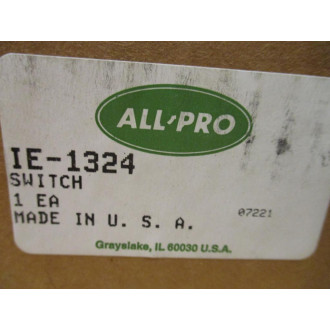 ALL-PRO
IE-1324
SWITCH
1 EA
MADE IN U. S. A.
07221
Grayslake, IL 60030 U.S.A.